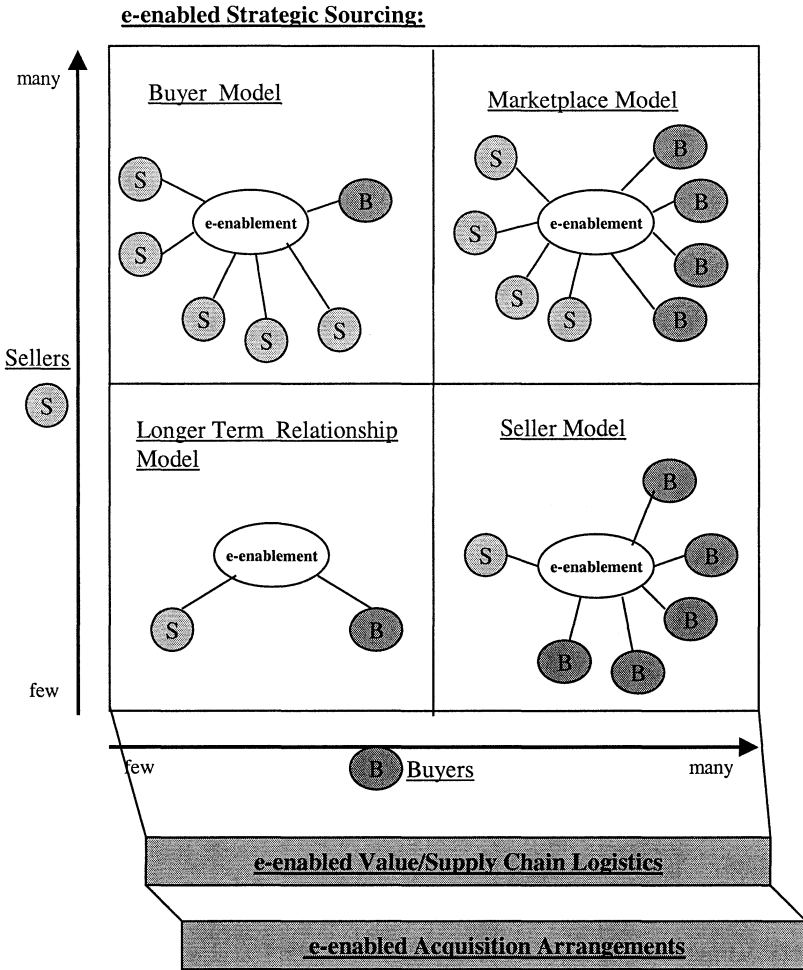 e-enabled Strategic Sourcing:
many
Buyer Model
S
S
S
S
S
e-enablement
B
Marketplace Model
S
S
S
S
e-enablement
B
B
B
B
Sellers
S
Longer Term Relationship
Model
e-enablement
S
B
Seller Model
S
e-enablement
B
B
B
B
B
few
few
B
Buyers
many
e-enabled Value/Supply Chain Logistics
e-enabled Acquisition Arrangements